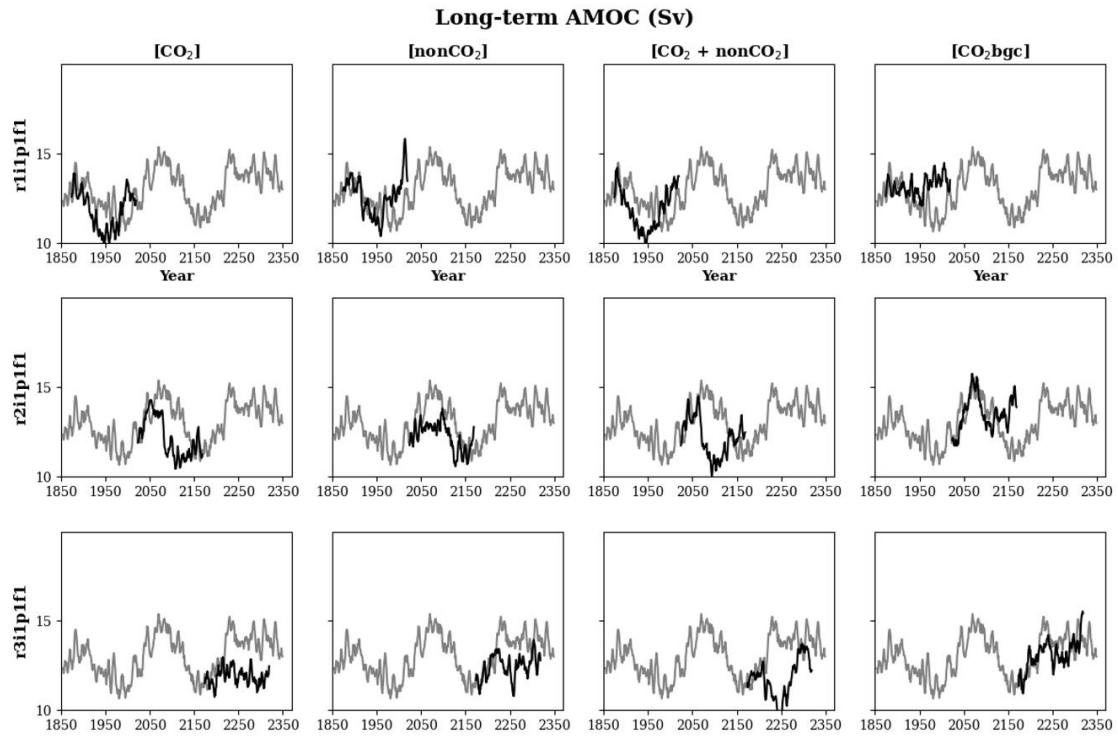 Long-term AMOC (Sv)
[CO₂] [nonCO₂] [CO₂ + nonCO₂] [CO₂bgc]
r1i1p1f1
15
10
1850 1950 2050 2150 2250 2350 1850 1950 2050 2150 2250 2350 1850 1950 2050 2150 2250 2350 1850 1950 2050 2150 2250 2350
Year Year Year Year
r2i1p1f1
15
10
1850 1950 2050 2150 2250 2350 1850 1950 2050 2150 2250 2350 1850 1950 2050 2150 2250 2350 1850 1950 2050 2150 2250 2350
r3i1p1f1
15
10
1850 1950 2050 2150 2250 2350 1850 1950 2050 2150 2250 2350 1850 1950 2050 2150 2250 2350 1850 1950 2050 2150 2250 2350